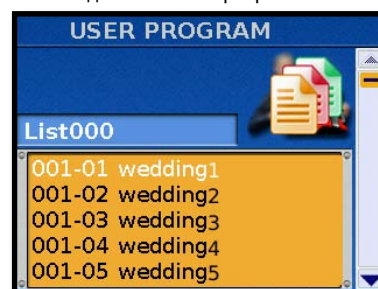 USER PROGRAM
List000
001-01 wedding1
001-02 wedding2
001-03 wedding3
001-04 wedding4
001-05 wedding5